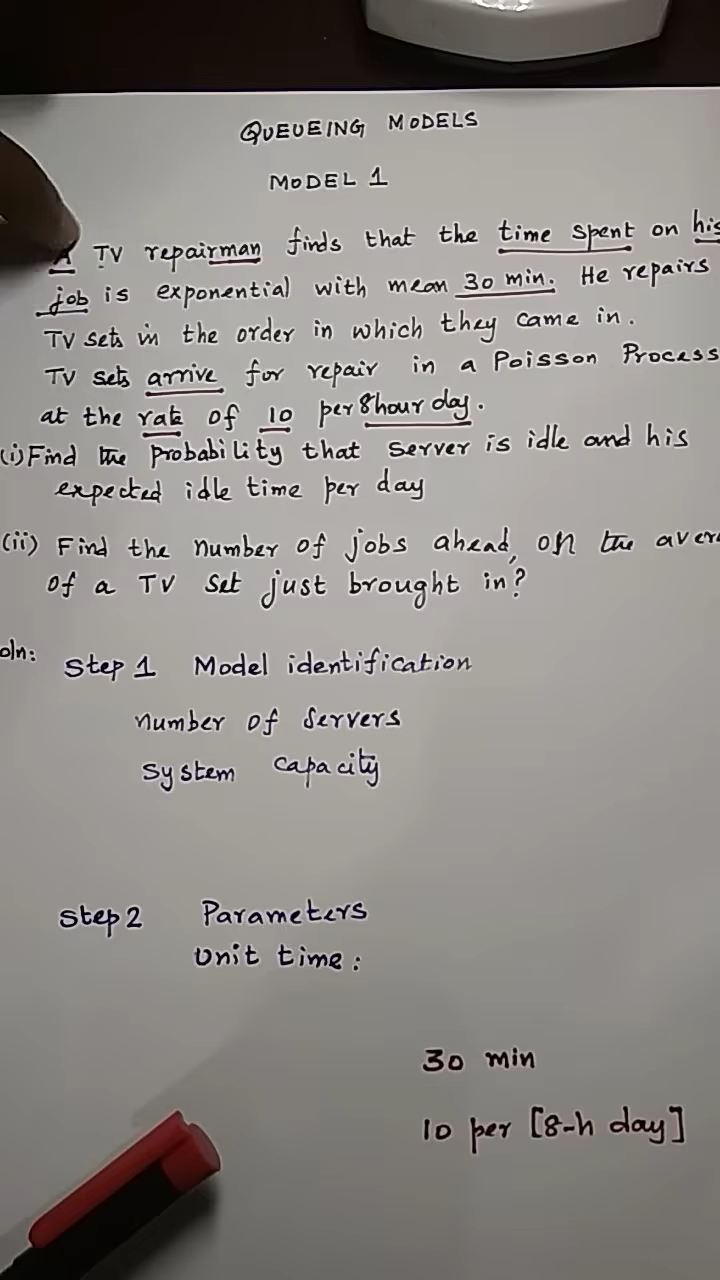 QUEUEING MODELS
MODEL 1
A TV repairman finds that the time spent on his
job is exponential with mean 30 min. He repairs
TV sets in the order in which they came in.
TV sets arrive for repair in a Poisson Process
at the rate of 10 per 8hour day.
(i) Find the probability that server is idle and his
expected idle time per day
(ii) Find the number of jobs ahead, on the aver
of a TV set just brought in?
oln: Step 1 Model identification
number of servers
System capacity
Step 2 Parameters
Unit time:
30 min
10 per [8-h day]